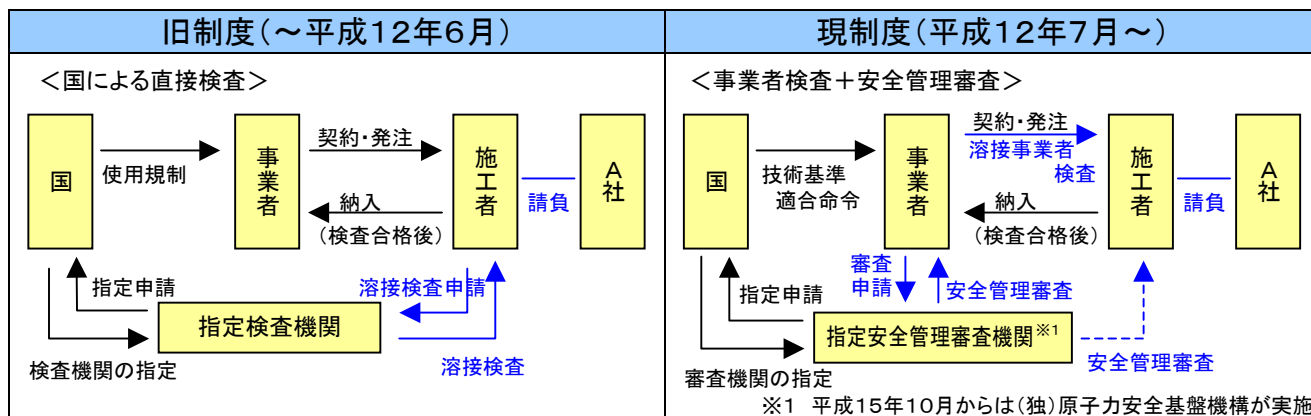 旧制度(～平成12年6月)
<国による直接検査>
国
使用規制
事業者
契約・発注
納入
(検査合格後)
施工者
請負
A社
指定申請
溶接検査申請
指定検査機関
検査機関の指定
溶接検査
現制度(平成12年7月～)
<事業者検査+安全管理審査>
国
技術基準
適合命令
事業者
契約・発注
溶接事業者
検査
納入
(検査合格後)
施工者
請負
A社
指定申請
審査
申請
安全管理審査
指定安全管理審査機関※1
安全管理審査
審査機関の指定
※1 平成15年10月からは(独)原子力安全基盤機構が実施